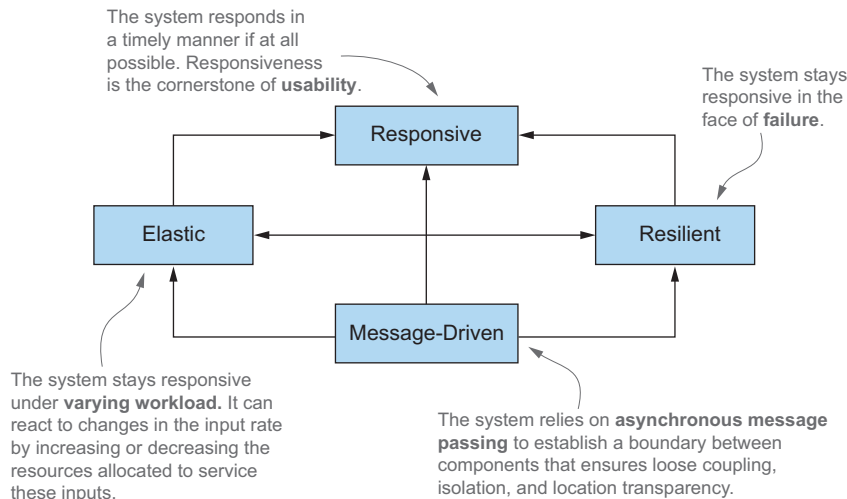 The system responds in
a timely manner if at all
possible. Responsiveness
is the cornerstone of usability.
The system stays
responsive in the
face of failure.
Responsive
Elastic
Resilient
Message-Driven
The system stays responsive
under varying workload. It can
react to changes in the input rate
by increasing or decreasing the
resources allocated to service
these inputs.
The system relies on asynchronous message
passing to establish a boundary between
components that ensures loose coupling,
isolation, and location transparency.